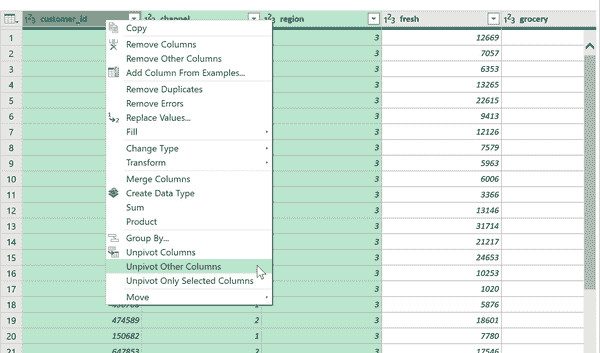 1²3 customer_id 1²3 channel 1²3 region 1²3 fresh 1²3 grocery
1 3 12669
2 3 7057
3 3 6353
4 3 13265
5 3 22615
6 3 9413
7 3 12126
8 3 7579
9 3 5963
10 3 6006
11 3 3366
12 3 13146
13 3 31714
14 3 21217
15 3 24653
16 3 10253
17 3 1020
18 3 5876
19 474589 2 3 18601
20 150682 1 3 7780
21 647853 2 3 17546
Copy
Remove Columns
Remove Other Columns
Add Column From Examples...
Remove Duplicates
Remove Errors
Replace Values...
Fill
Change Type
Transform
Merge Columns
Create Data Type
Sum
Product
Group By...
Unpivot Columns
Unpivot Other Columns
Unpivot Only Selected Columns
Move